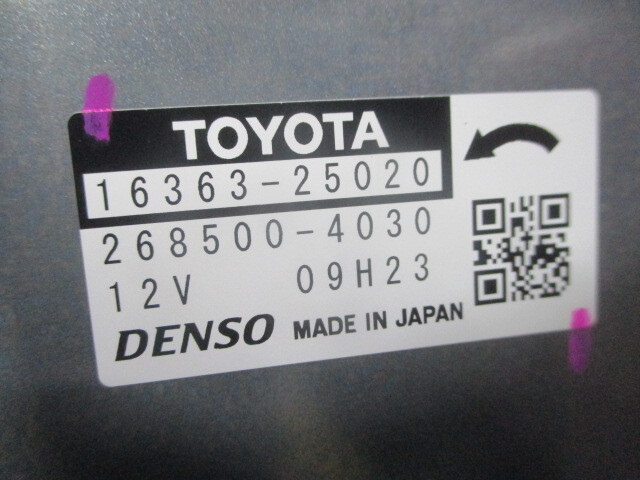 TOYOTA
16363-25020
268500-4030
12V 09H23
DENSO MADE IN JAPAN